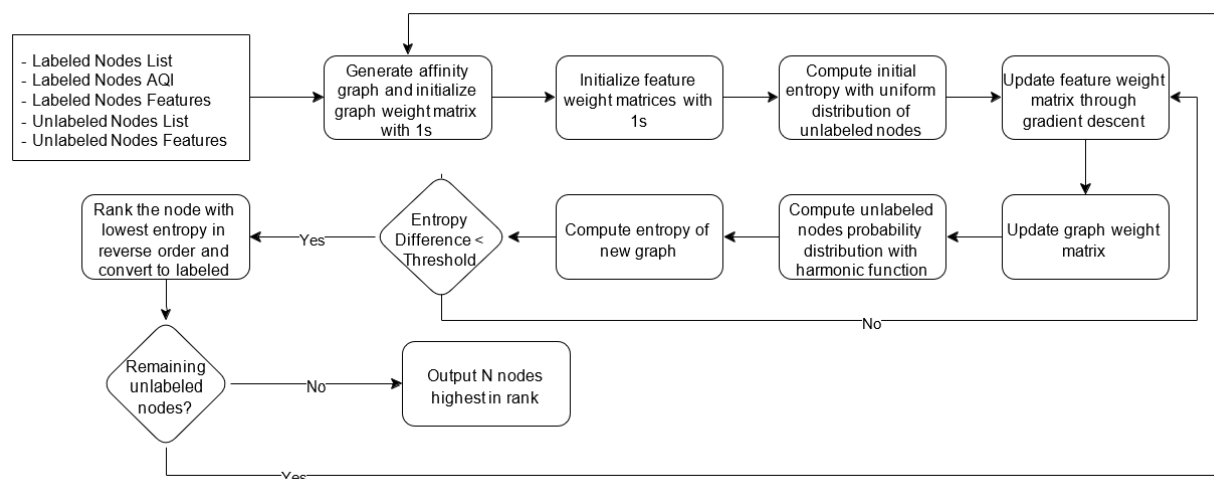 - Labeled Nodes List
- Labeled Nodes AQI
- Labeled Nodes Features
- Unlabeled Nodes List
- Unlabeled Nodes Features
Generate affinity
graph and initialize
graph weight matrix
with 1s
Initialize feature
weight matrices with
1s
Compute initial
entropy with uniform
distribution of
unlabeled nodes
Update feature weight
matrix through
gradient descent
Rank the node with
lowest entropy in
reverse order and
convert to labeled
Yes
Entropy
Difference <
Threshold
Compute entropy of
new graph
Compute unlabeled
nodes probability
distribution with
harmonic function
Update graph weight
matrix
No
Remaining
unlabeled
nodes?
No
Output N nodes
highest in rank
Yes